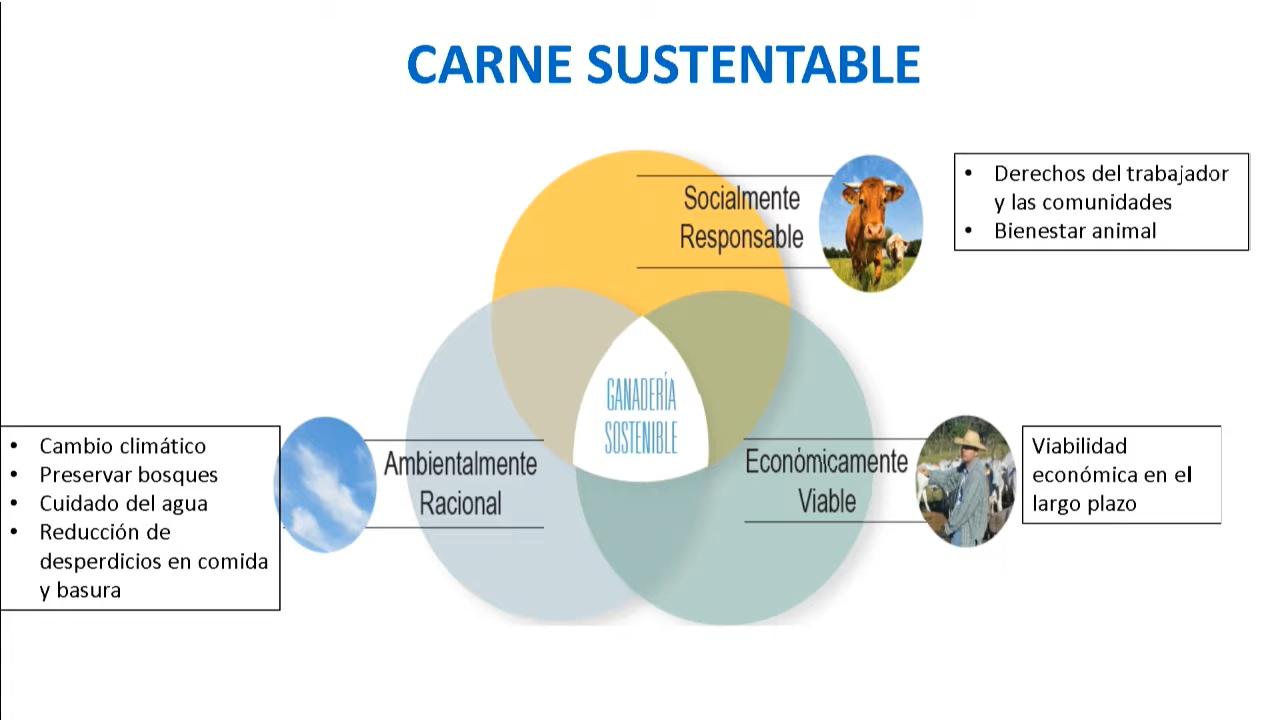 CARNE SUSTENTABLE
Socialmente
Responsable
• Derechos del trabajador
y las comunidades
• Bienestar animal
GANADERÍA
SOSTENIBLE
• Cambio climático
• Preservar bosques
• Cuidado del agua
• Reducción de
desperdicios en comida
y basura
Ambientalmente
Racional
Económicamente
Viable
Viabilidad
económica en el
largo plazo